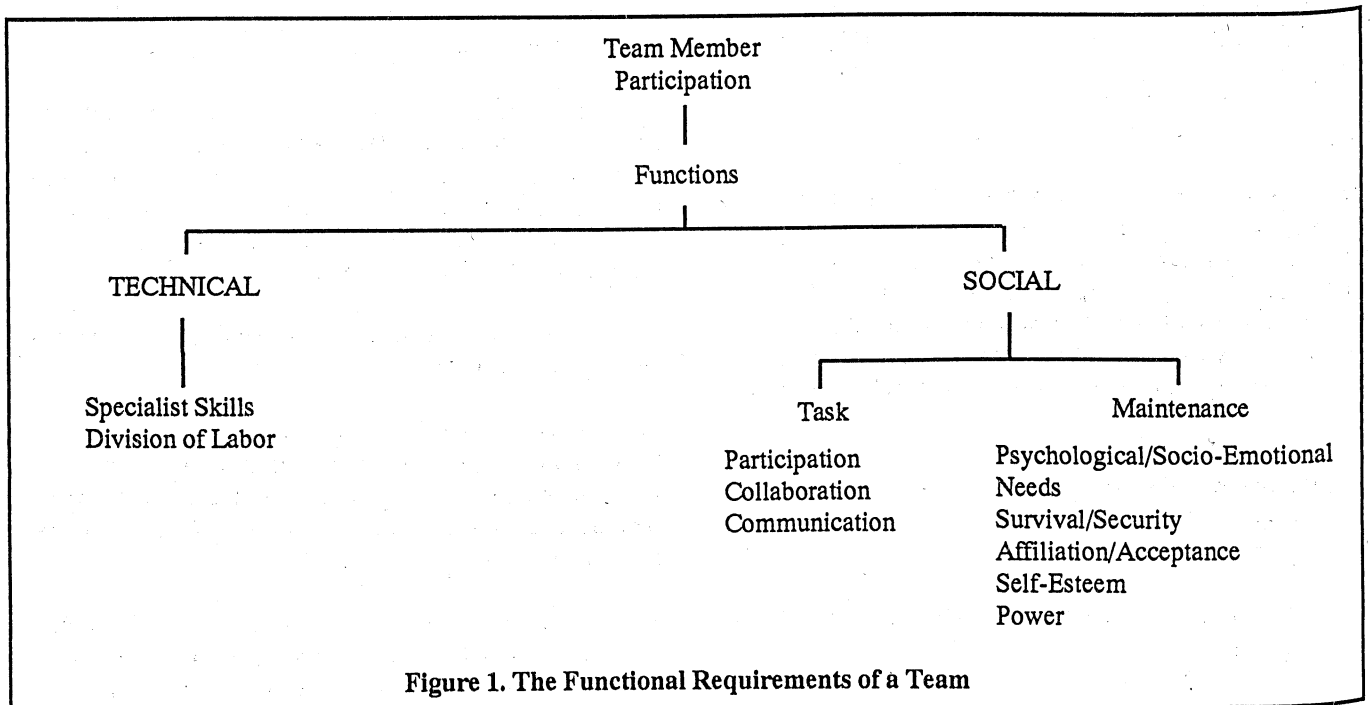 Team Member
Participation
Functions
TECHNICAL
SOCIAL
Specialist Skills
Division of Labor
Task
Participation
Collaboration
Communication
Maintenance
Psychological/Socio-Emotional
Needs
Survival/Security
Affiliation/Acceptance
Self-Esteem
Power
Figure 1. The Functional Requirements of a Team